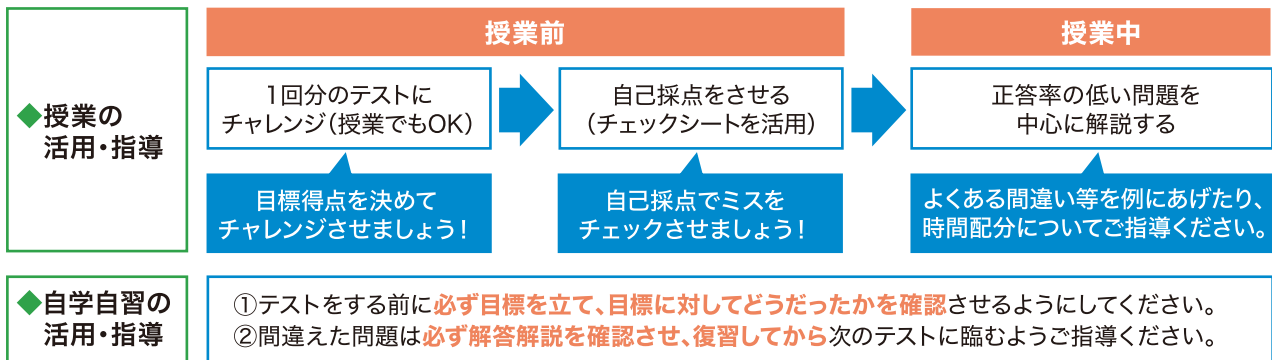 授業前
授業中
◆授業の
活用・指導
1回分のテストに
チャレンジ(授業でもOK)
自己採点をさせる
(チェックシートを活用)
正答率の低い問題を
中心に解説する
目標得点を決めて
チャレンジさせましょう!
自己採点でミスを
チェックさせましょう!
よくある間違い等を例にあげたり、
時間配分についてご指導ください。
◆自学自習の
活用・指導
①テストをする前に必ず目標を立て、目標に対してどうだったかを確認させるようにしてください。
②間違えた問題は必ず解答解説を確認させ、復習してから次のテストに臨むようご指導ください。